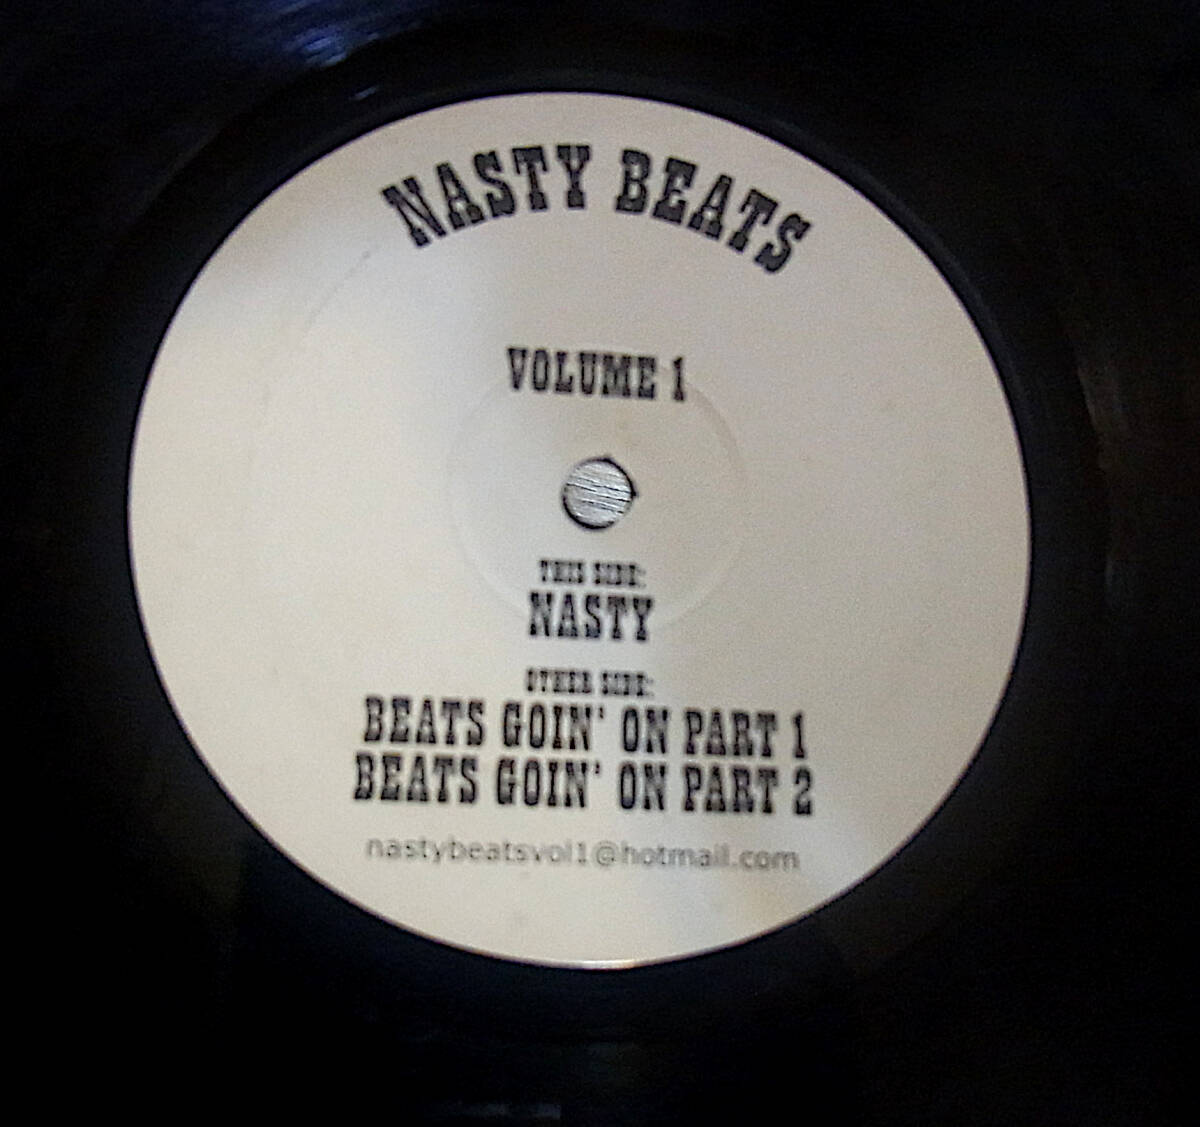 NASTY BEATS
VOLUME 1
THIS SIDE:
NASTY
OTHER SIDE:
BEATS GOIN' ON PART 1
BEATS GOIN' ON PART 2
nastybeatsvol1@hotmail.com